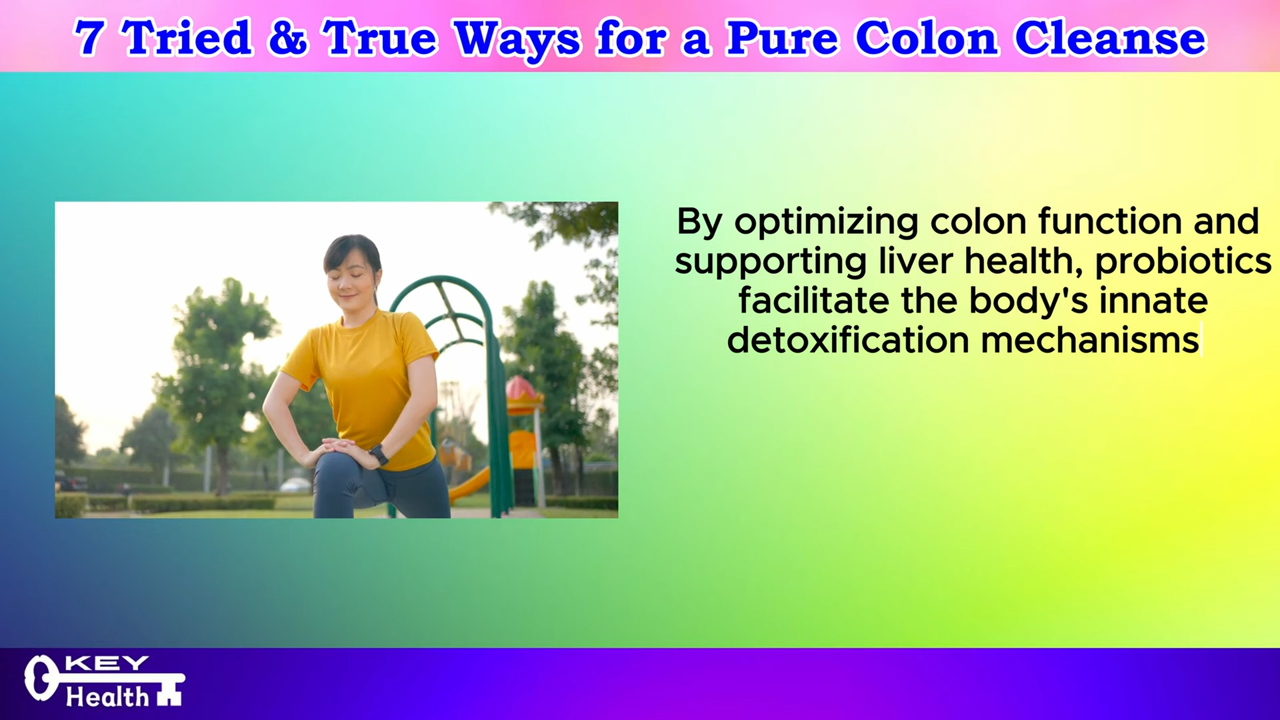 7 Tried & True Ways for a Pure Colon Cleanse
By optimizing colon function and
supporting liver health, probiotics
facilitate the body's innate
detoxification mechanisms
KEY
Health